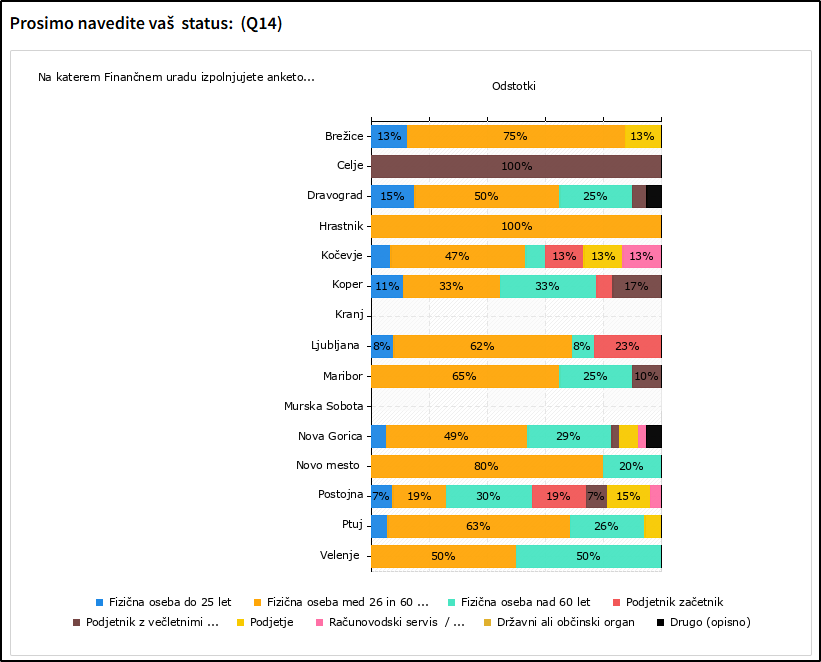 Prosimo navedite vaš status: (Q14)
Na katerem Finančnem uradu izpolnjujete anketo...
Odstotki
Brežice 13% 75% 13%
Celje 100%
Dravograd 15% 50% 25%
Hrastnik 100%
Kočevje 47% 13% 13% 13%
Koper 11% 33% 33% 17%
Kranj
Ljubljana 8% 62% 8% 23%
Maribor 65% 25% 10%
Murska Sobota
Nova Gorica 49% 29%
Novo mesto 80% 20%
Postojna 7% 19% 30% 19% 7% 15%
Ptuj 63% 26%
Velenje 50% 50%
Fizična oseba do 25 let Fizična oseba med 26 in 60 ... Fizična oseba nad 60 let Podjetnik začetnik
Podjetnik z večletnimi ... Podjetje Računovodski servis / ... Državni ali občinski organ Drugo (opisno)